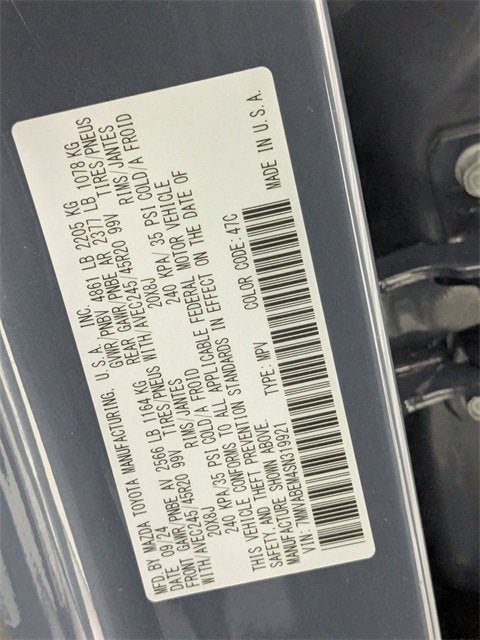 MFD. BY MAZDA TOYOTA MANUFACTURING, U.S.A., INC.
DATE 09/24 GVWR/PNBV 4861 LB 2205 KG
FRONT GAWR/PNBE AV 2566 LB 1164 KG REAR GAWR/PNBE AR 2377 LB 1078 KG
WITH/AVEC245/45R20 99V TIRES/PNEUS WITH/AVEC245/45R20 99V TIRES/PNEUS
20X8J RIMS/JANTES 20X8J RIMS/JANTES
240 KPA/35 PSI COLD/A FROID 240 KPA/35 PSI COLD/A FROID
THIS VEHICLE CONFORMS TO ALL APPLICABLE FEDERAL MOTOR VEHICLE
SAFETY AND THEFT PREVENTION STANDARDS IN EFFECT ON THE DATE OF
MANUFACTURE SHOWN ABOVE.
VIN: 7MMVABEM4SN319921 TYPE: MPV COLOR CODE: 47C
MADE IN U.S.A.